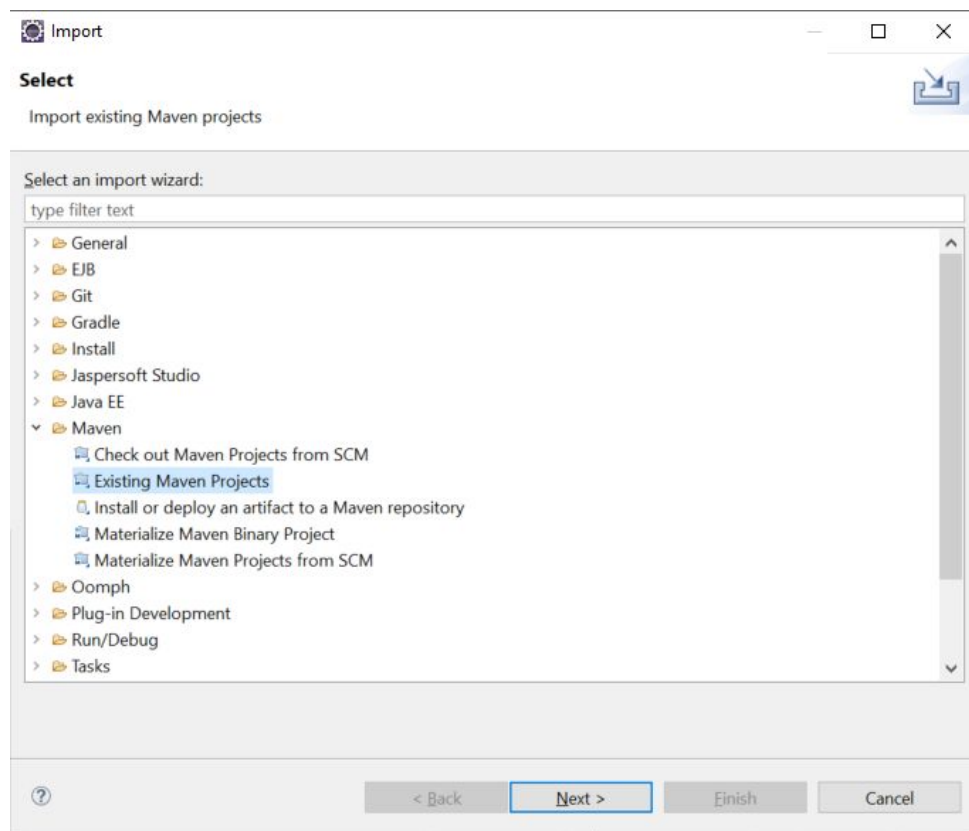 Import
Select
Import existing Maven projects
Select an import wizard:
type filter text
General
EJB
Git
Gradle
Install
Jaspersoft Studio
Java EE
Maven
Check out Maven Projects from SCM
Existing Maven Projects
Install or deploy an artifact to a Maven repository
Materialize Maven Binary Project
Materialize Maven Projects from SCM
Oomph
Plug-in Development
Run/Debug
Tasks
? < Back Next > Finish Cancel